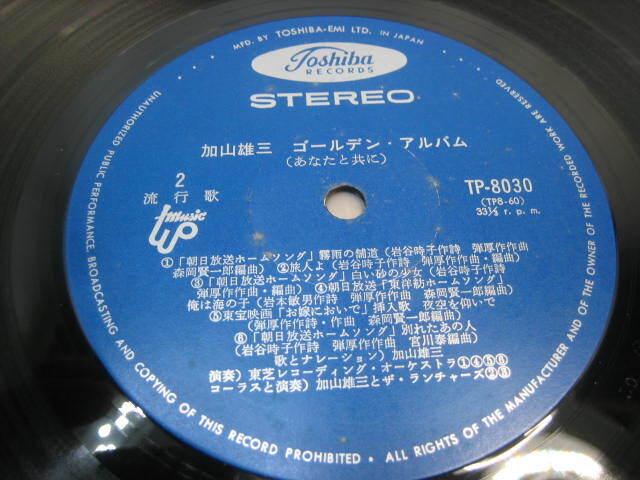 MFD. BY TOSHIBA-EMI LTD. IN JAPAN
Toshiba
RECORDS
STEREO
加山雄三 ゴールデン・アルバム
(あなたと共に)
2
流行歌
Music
up
TP-8030
(TPB-60)
33⅓ r. p. m.
①「朝日放送ホームソング」霧雨の舗道 (岩谷時子作詩 弾厚作作曲
森岡賢一郎編曲) ②旅人よ (岩谷時子作詩 弾厚作作曲・編曲)
③「朝日放送ホームソング」白い砂の少女 (岩谷時子作詩
弾厚作作曲・編曲) ④朝日放送「東洋紡ホームソング」
俺は海の子 (岩本敏男作詩 弾厚作作曲 森岡賢一郎編曲)
⑤東宝映画「お嫁においで」挿入歌 夜空を仰いで
(弾厚作作詩・作曲 森岡賢一郎編曲)
⑥「朝日放送ホームソング」別れたあの人
(岩谷時子作詩 弾厚作作曲 宮川泰編曲)
歌とナレーション) 加山雄三
演奏) 東芝レコーディング・オーケストラ①④⑤⑥
コーラスと演奏) 加山雄三とザ・ランチャーズ②③
UNAUTHORIZED PUBLIC PERFORMANCE, BROADCASTING AND COPYING OF THIS RECORD PROHIBITED • ALL RIGHTS OF THE MANUFACTURER AND OF THE OWNER OF THE RECORDED WORK ARE RESERVED